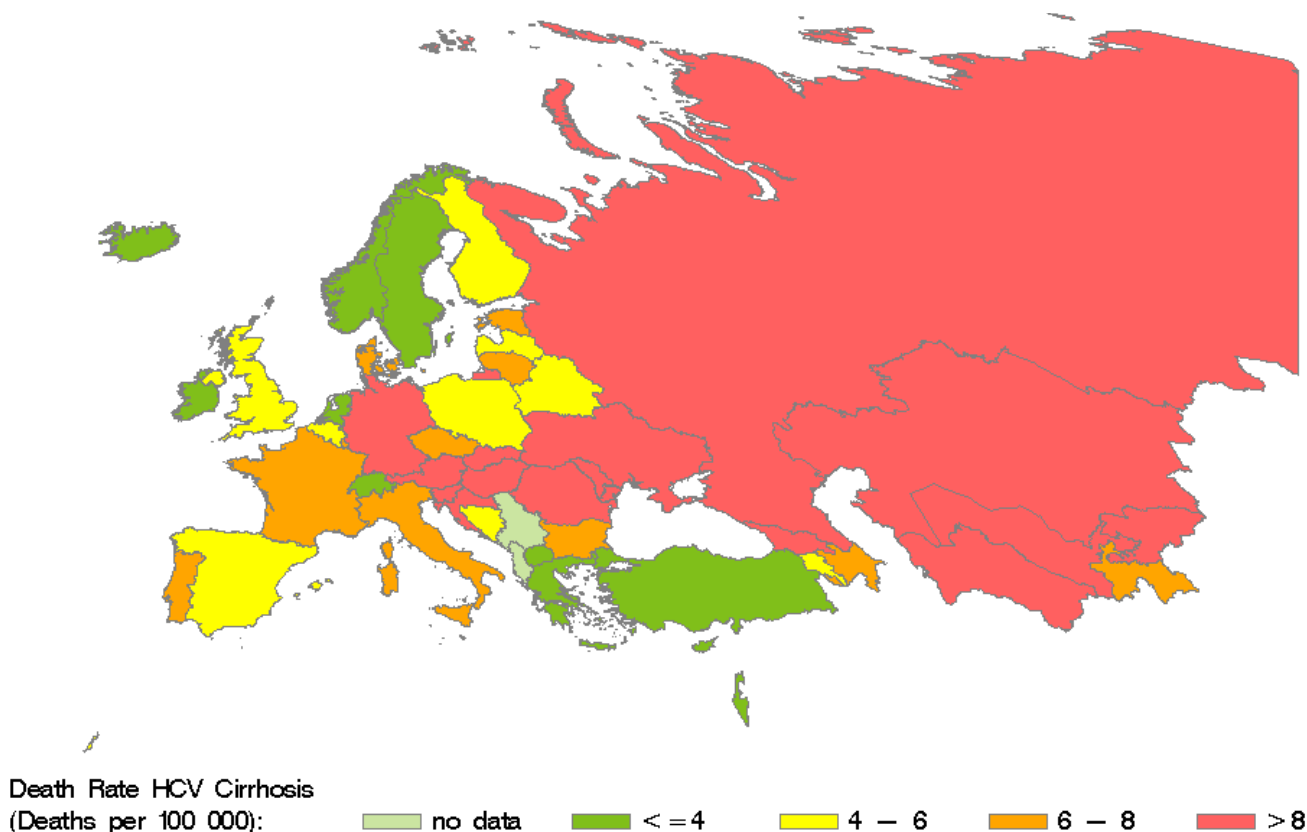 Death Rate HCV Cirrhosis
(Deaths per 100 000): no data <=4 4 – 6 6 – 8 >8